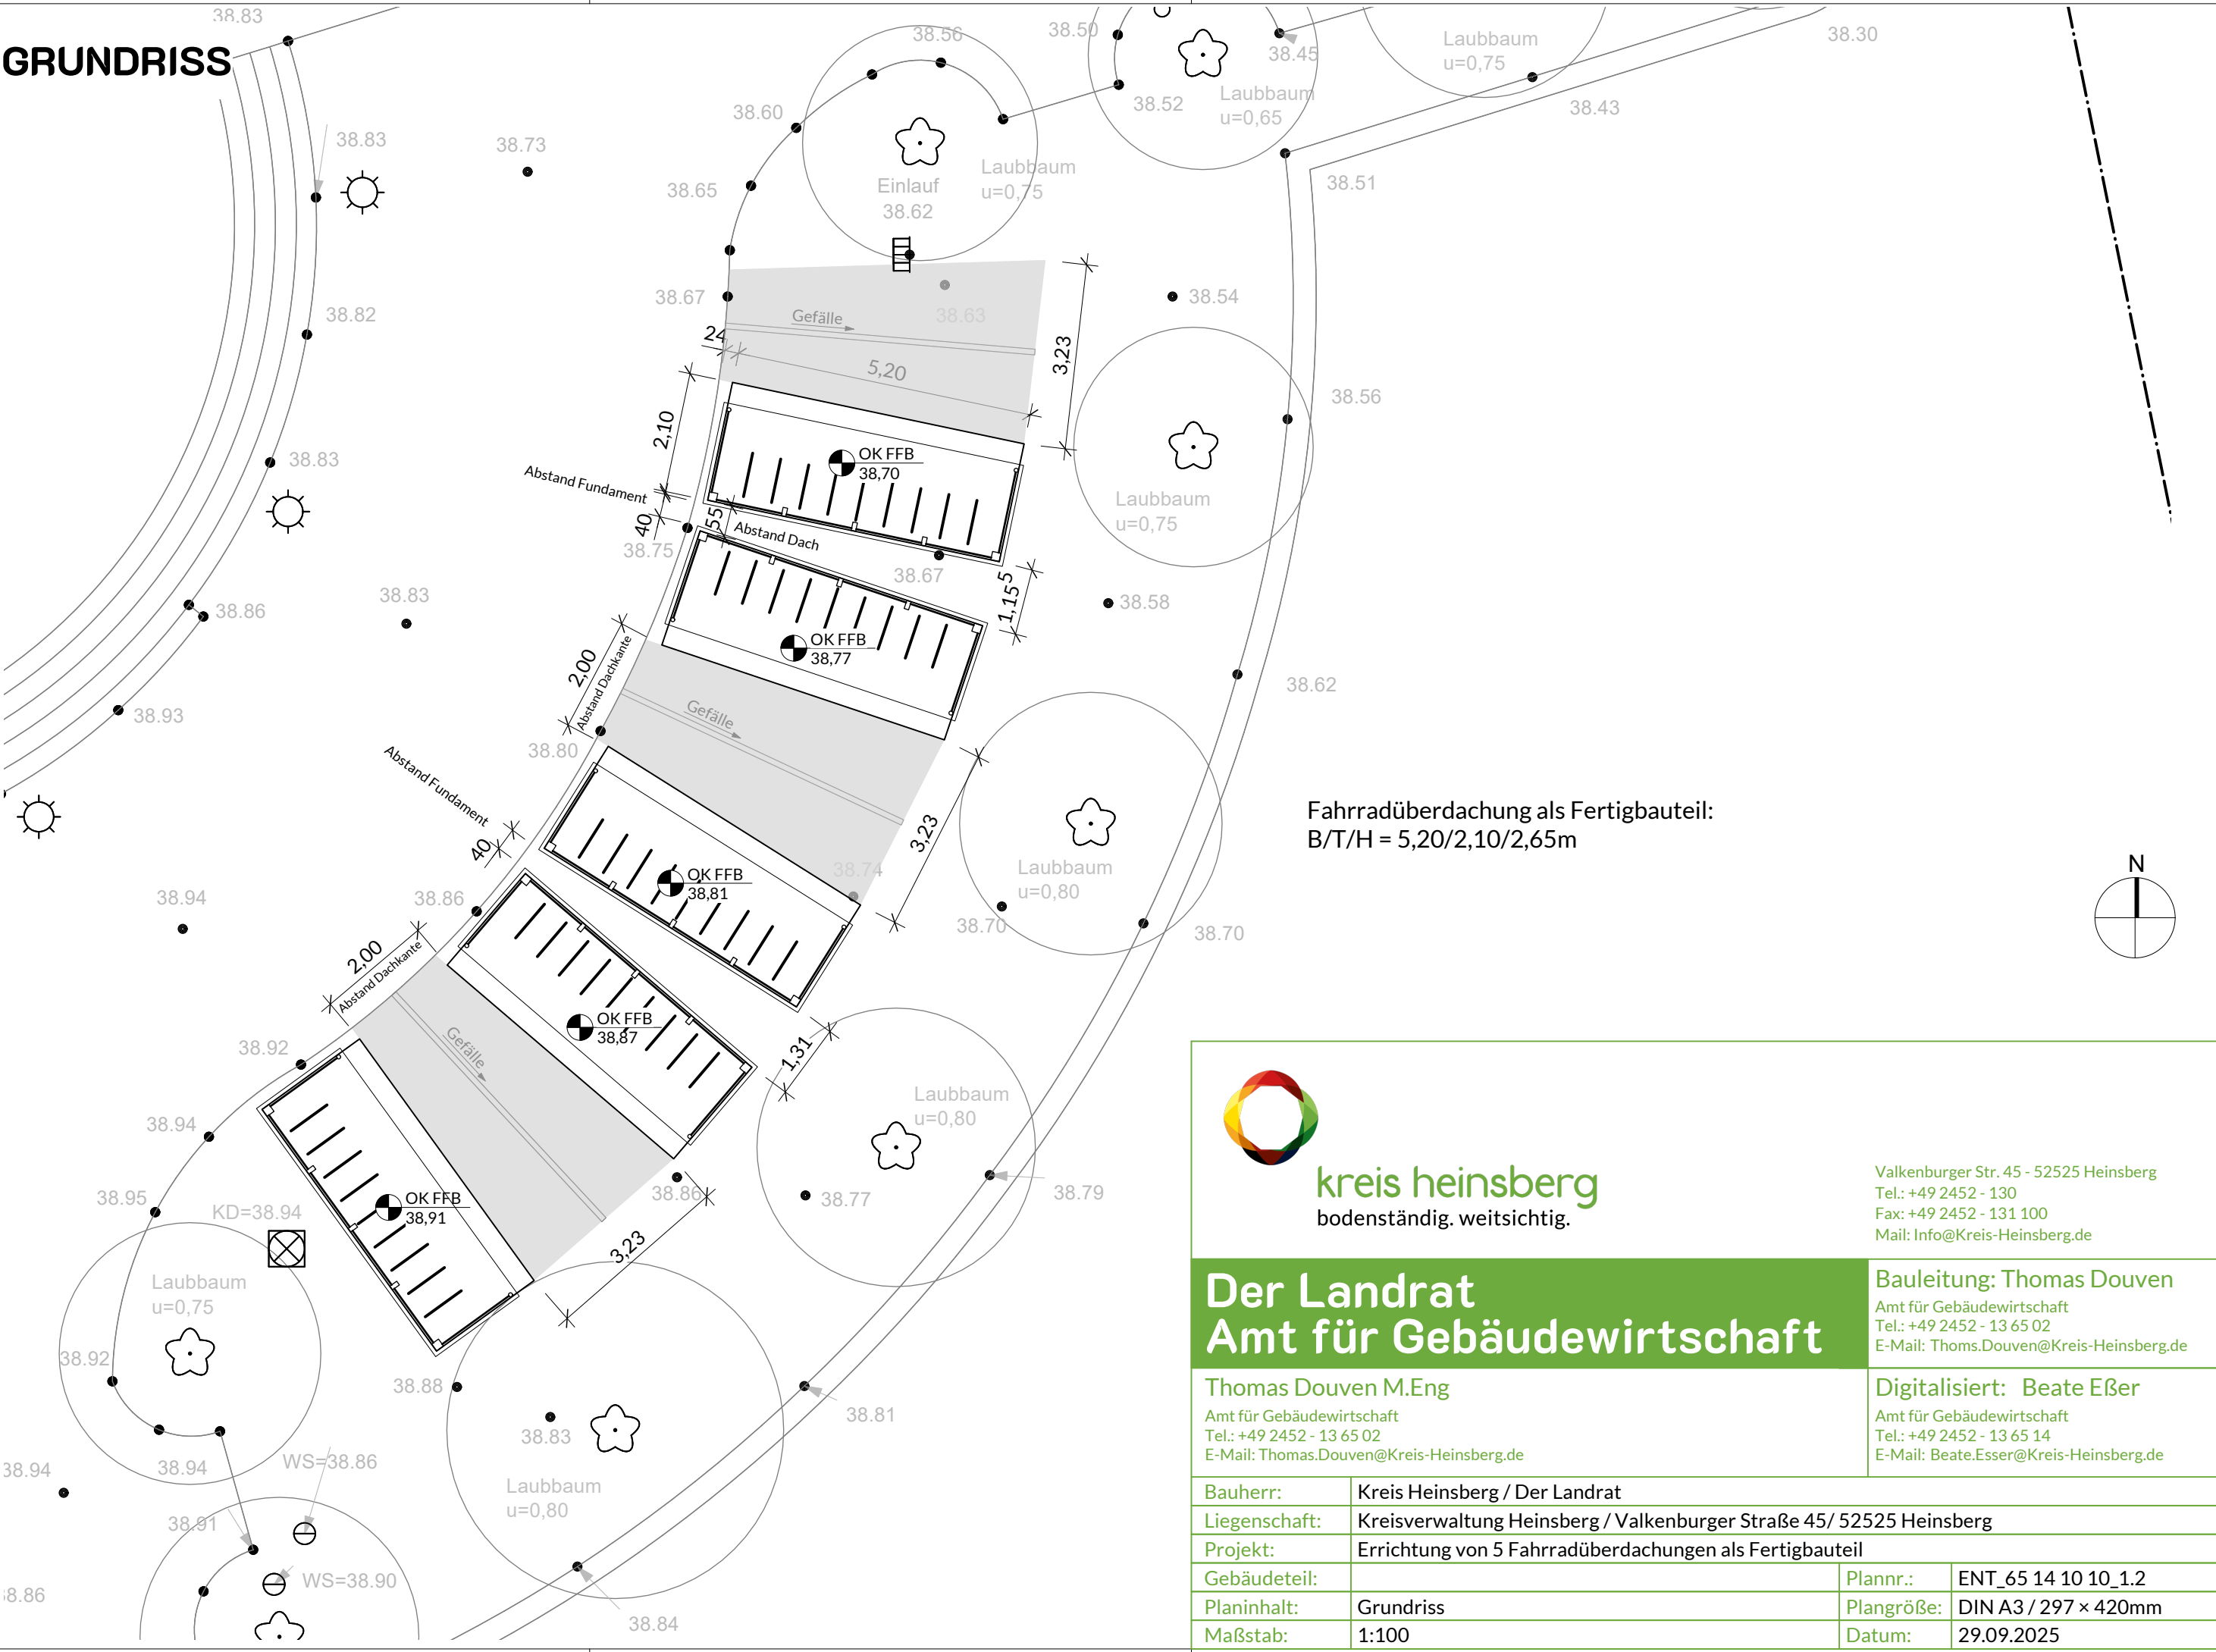 GRUNDRISS
38.83
38.56
38.50
38.45
Laubbaum
u=0,75
38.30
38.60
38.52
Laubbaum
u=0,65
38.43
38.83
38.73
Laubbaum
u=0,75
38.65
Einlauf
38.62
38.51
38.67
38.63
38.54
38.82
Gefälle
24
5,20
3,23
38.56
2,10
38.83
Abstand Fundament
OK FFB
38,70
Laubbaum
u=0,75
40
55
Abstand Dach
38.75
38.67
1,15⁵
38.58
38.83
38.86
OK FFB
38,77
2,00
Abstand Dachkante
38.62
38.93
Gefälle
38.80
Abstand Fundament
3,23
Fahrradüberdachung als Fertigbauteil:
B/T/H = 5,20/2,10/2,65m
40
38.74
Laubbaum
u=0,80
N
OK FFB
38,81
38.94
38.86
38.70
38.70
2,00
Abstand Dachkante
OK FFB
38,87
1,31
38.92
Gefälle
Laubbaum
u=0,80
38.94
38.95
KD=38.94
OK FFB
38,91
38.86
38.77
38.79
3,23
Laubbaum
u=0,75
38.92
38.88
38.83
38.81
38.94
38.94
WS=38.86
Laubbaum
u=0,80
38.91
WS=38.90
38.86
38.84
kreis heinsberg
bodenständig. weitsichtig.
Valkenburger Str. 45 - 52525 Heinsberg
Tel.: +49 2452 - 130
Fax: +49 2452 - 131 100
Mail: Info@Kreis-Heinsberg.de
Der Landrat
Amt für Gebäudewirtschaft
Bauleitung: Thomas Douven
Amt für Gebäudewirtschaft
Tel.: +49 2452 - 13 65 02
E-Mail: Thoms.Douven@Kreis-Heinsberg.de
Thomas Douven M.Eng
Amt für Gebäudewirtschaft
Tel.: +49 2452 - 13 65 02
E-Mail: Thomas.Douven@Kreis-Heinsberg.de
Digitalisiert: Beate Eßer
Amt für Gebäudewirtschaft
Tel.: +49 2452 - 13 65 14
E-Mail: Beate.Esser@Kreis-Heinsberg.de
Bauherr: Kreis Heinsberg / Der Landrat
Liegenschaft: Kreisverwaltung Heinsberg / Valkenburger Straße 45/ 52525 Heinsberg
Projekt: Errichtung von 5 Fahrradüberdachungen als Fertigbauteil
Gebäudeteil: Plannr.: ENT_65 14 10 10_1.2
Planinhalt: Grundriss Plangröße: DIN A3 / 297 × 420mm
Maßstab: 1:100 Datum: 29.09.2025